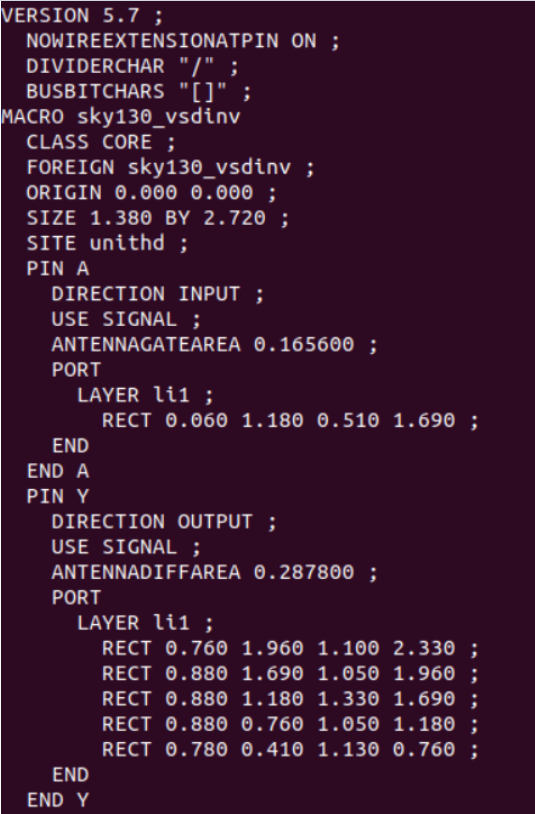 VERSION 5.7 ;
  NOWIREEXTENSIONATPIN ON ;
  DIVIDERCHAR "/" ;
  BUSBITCHARS "[]" ;
MACRO sky130_vsdinv
  CLASS CORE ;
  FOREIGN sky130_vsdinv ;
  ORIGIN 0.000 0.000 ;
  SIZE 1.380 BY 2.720 ;
  SITE unithd ;
  PIN A
    DIRECTION INPUT ;
    USE SIGNAL ;
    ANTENNAGATEAREA 0.165600 ;
    PORT
      LAYER li1 ;
        RECT 0.060 1.180 0.510 1.690 ;
    END
  END A
  PIN Y
    DIRECTION OUTPUT ;
    USE SIGNAL ;
    ANTENNADIFFAREA 0.287800 ;
    PORT
      LAYER li1 ;
        RECT 0.760 1.960 1.100 2.330 ;
        RECT 0.880 1.690 1.050 1.960 ;
        RECT 0.880 1.180 1.330 1.690 ;
        RECT 0.880 0.760 1.050 1.180 ;
        RECT 0.780 0.410 1.130 0.760 ;
    END
  END Y